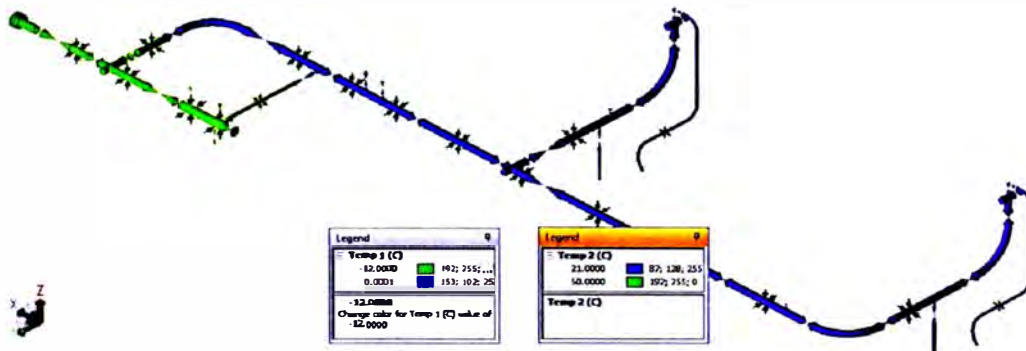 Legend
Temp 1 (C)
-12.0000 192; 255;...
0.0001 153; 102; 25
-12.0000
Change color for Temp 1 (C) value of
-12.0000
Legend
Temp 2 (C)
21.0000 87; 128; 255
50.0000 192; 255; 0
Temp 2 (C)
X
Z